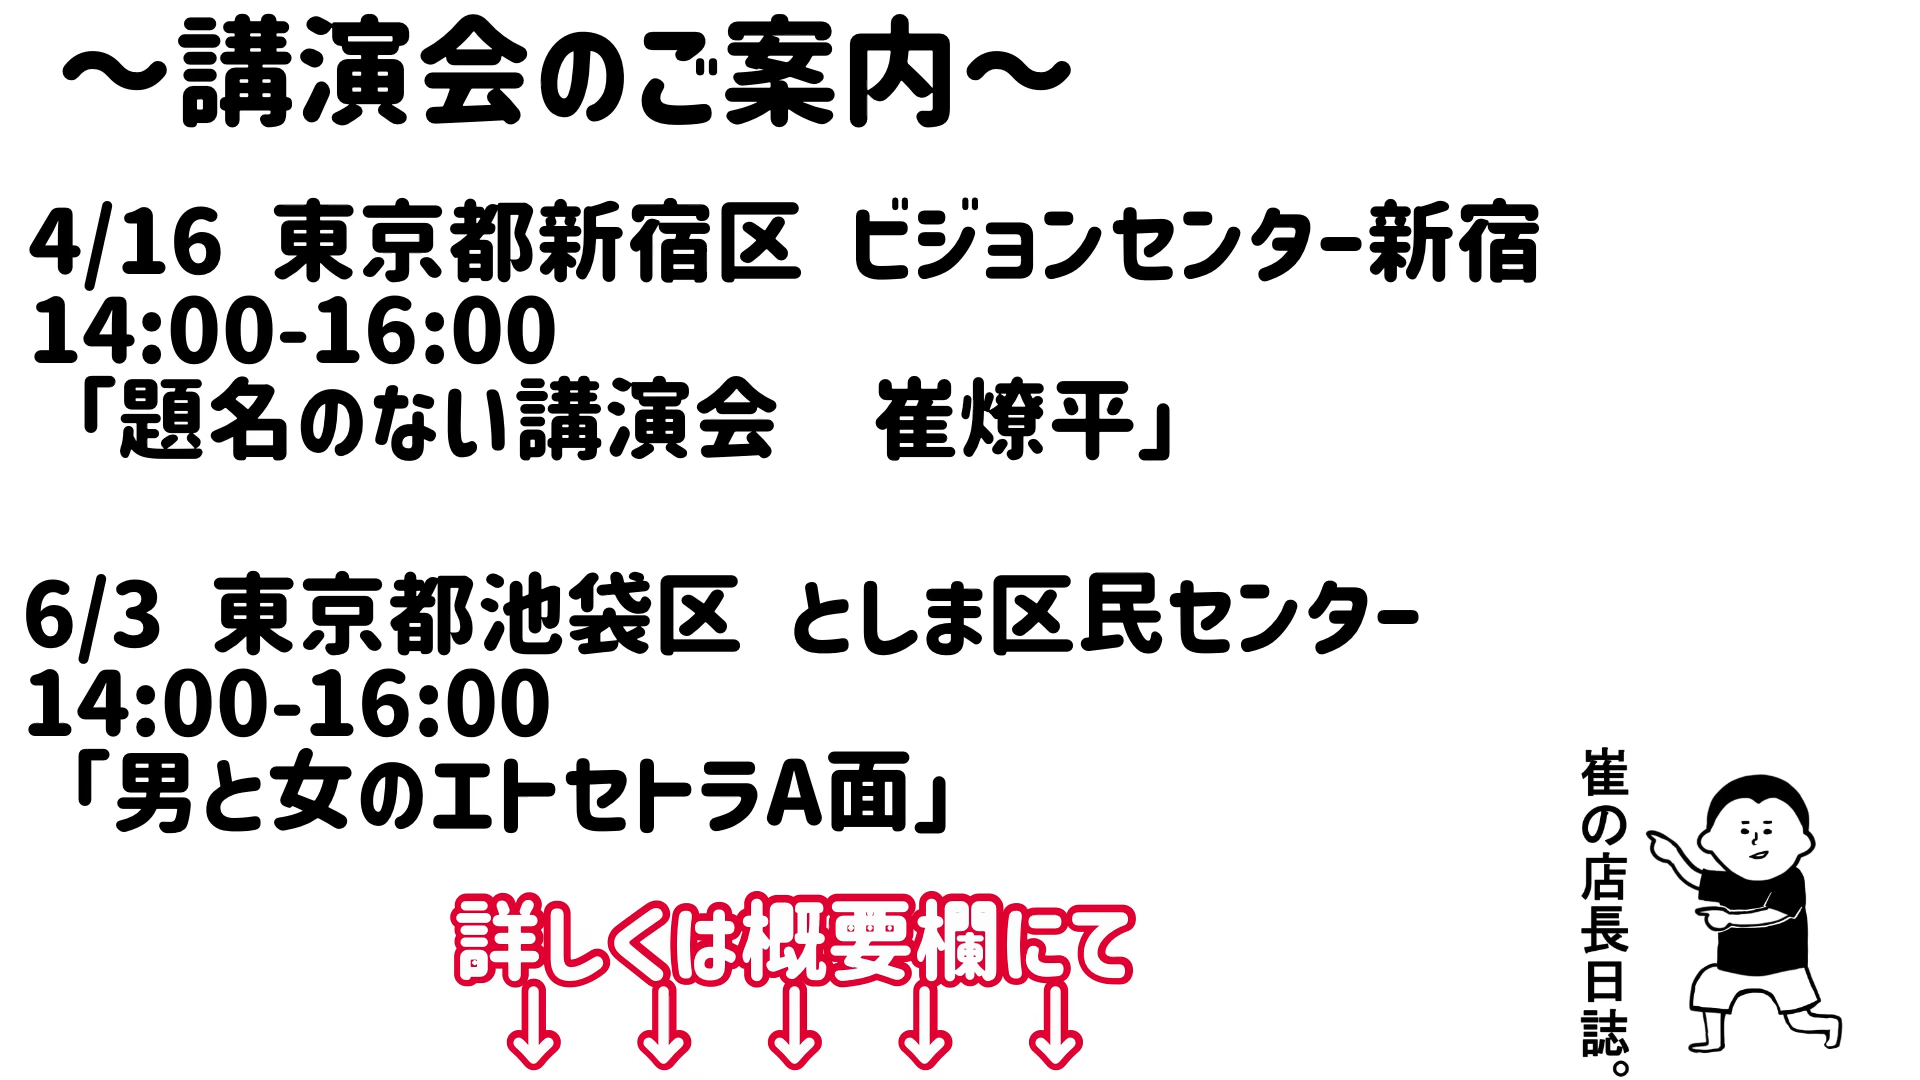 ～講演会のご案内～
4/16 東京都新宿区 ビジョンセンター新宿
14:00-16:00
「題名のない講演会　崔燎平」
6/3 東京都池袋区 としま区民センター
14:00-16:00
「男と女のエトセトラA面」
詳しくは概要欄にて
↓ ↓ ↓ ↓ ↓
崔の店長日誌。